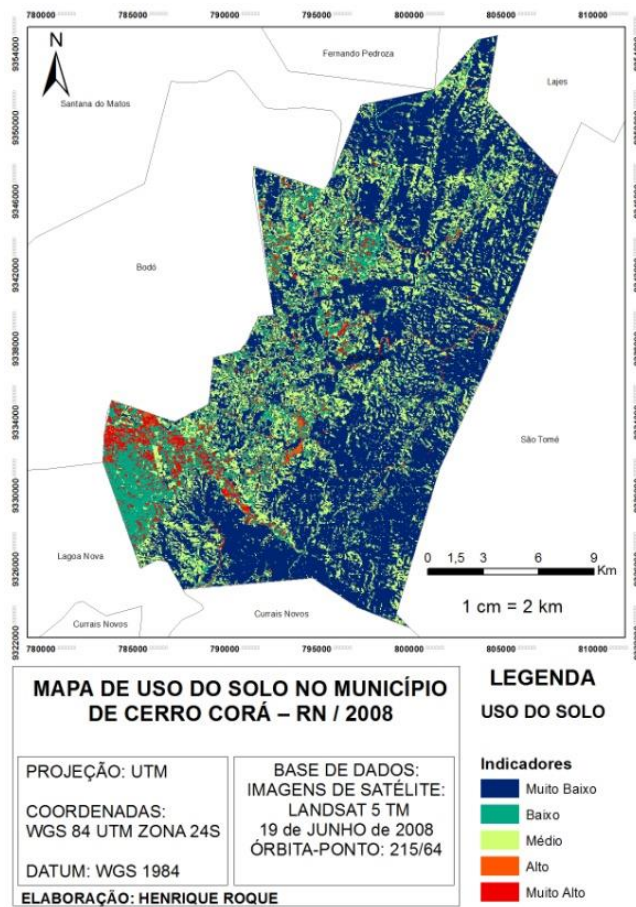 780000 785000 790000 795000 800000 805000 810000
N
9354000
9350000
9346000
9342000
9338000
9334000
9330000
9326000
9322000
Fernando Pedroza
Lajes
Santana do Matos
Bodó
São Tomé
Lagoa Nova
Currais Novos
Currais Novos
0 1,5 3 6 9
Km
1 cm = 2 km
780000 785000 790000 795000 800000 805000 810000
MAPA DE USO DO SOLO NO MUNICÍPIO
DE CERRO CORÁ – RN / 2008
PROJEÇÃO: UTM
COORDENADAS:
WGS 84 UTM ZONA 24S
DATUM: WGS 1984
BASE DE DADOS:
IMAGENS DE SATÉLITE:
LANDSAT 5 TM
19 de JUNHO de 2008
ÓRBITA-PONTO: 215/64
ELABORAÇÃO: HENRIQUE ROQUE
LEGENDA
USO DO SOLO
Indicadores
Muito Baixo
Baixo
Médio
Alto
Muito Alto